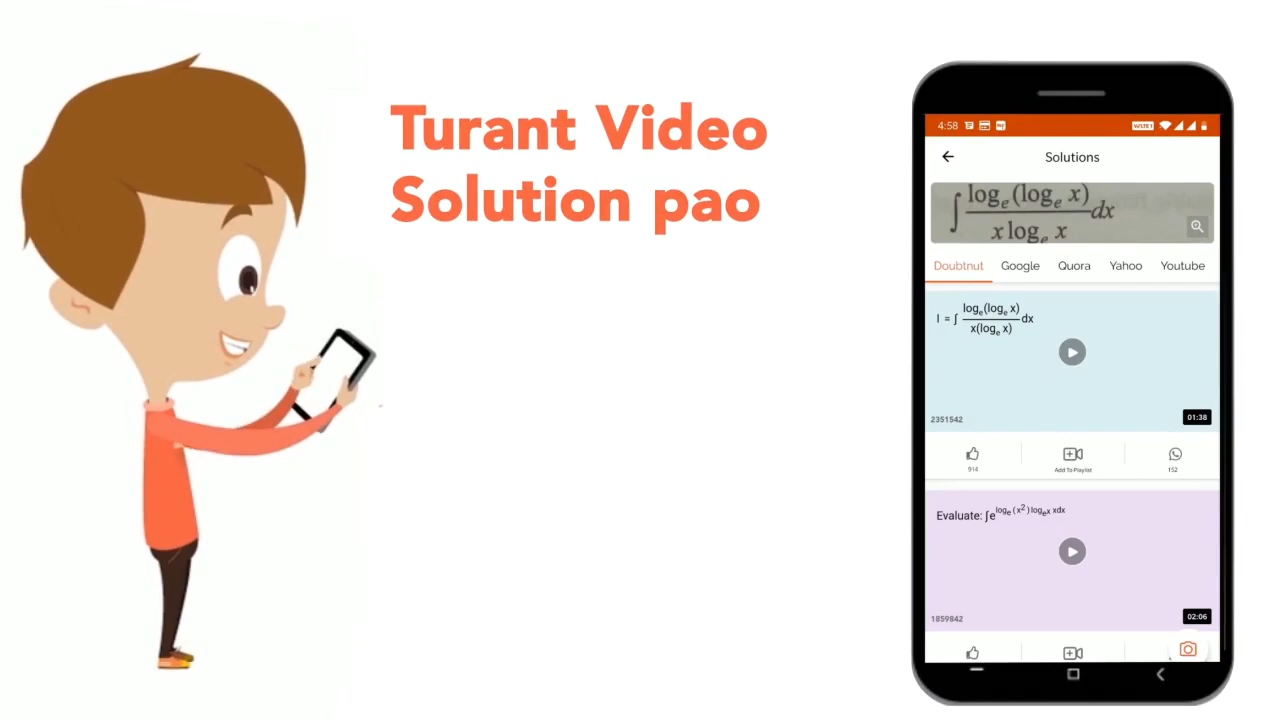 Turant Video
Solution pao
4:58
Solutions
∫ logₑ(logₑ x) / x logₑ x dx
Doubtnut Google Quora Yahoo Youtube
I = ∫ logₑ(logₑ x) / x(logₑ x) dx
2351542 01:38
914 Add To Playlist 152
Evaluate: ∫e^logₑ(x²)logₑx xdx
1859842 02:06